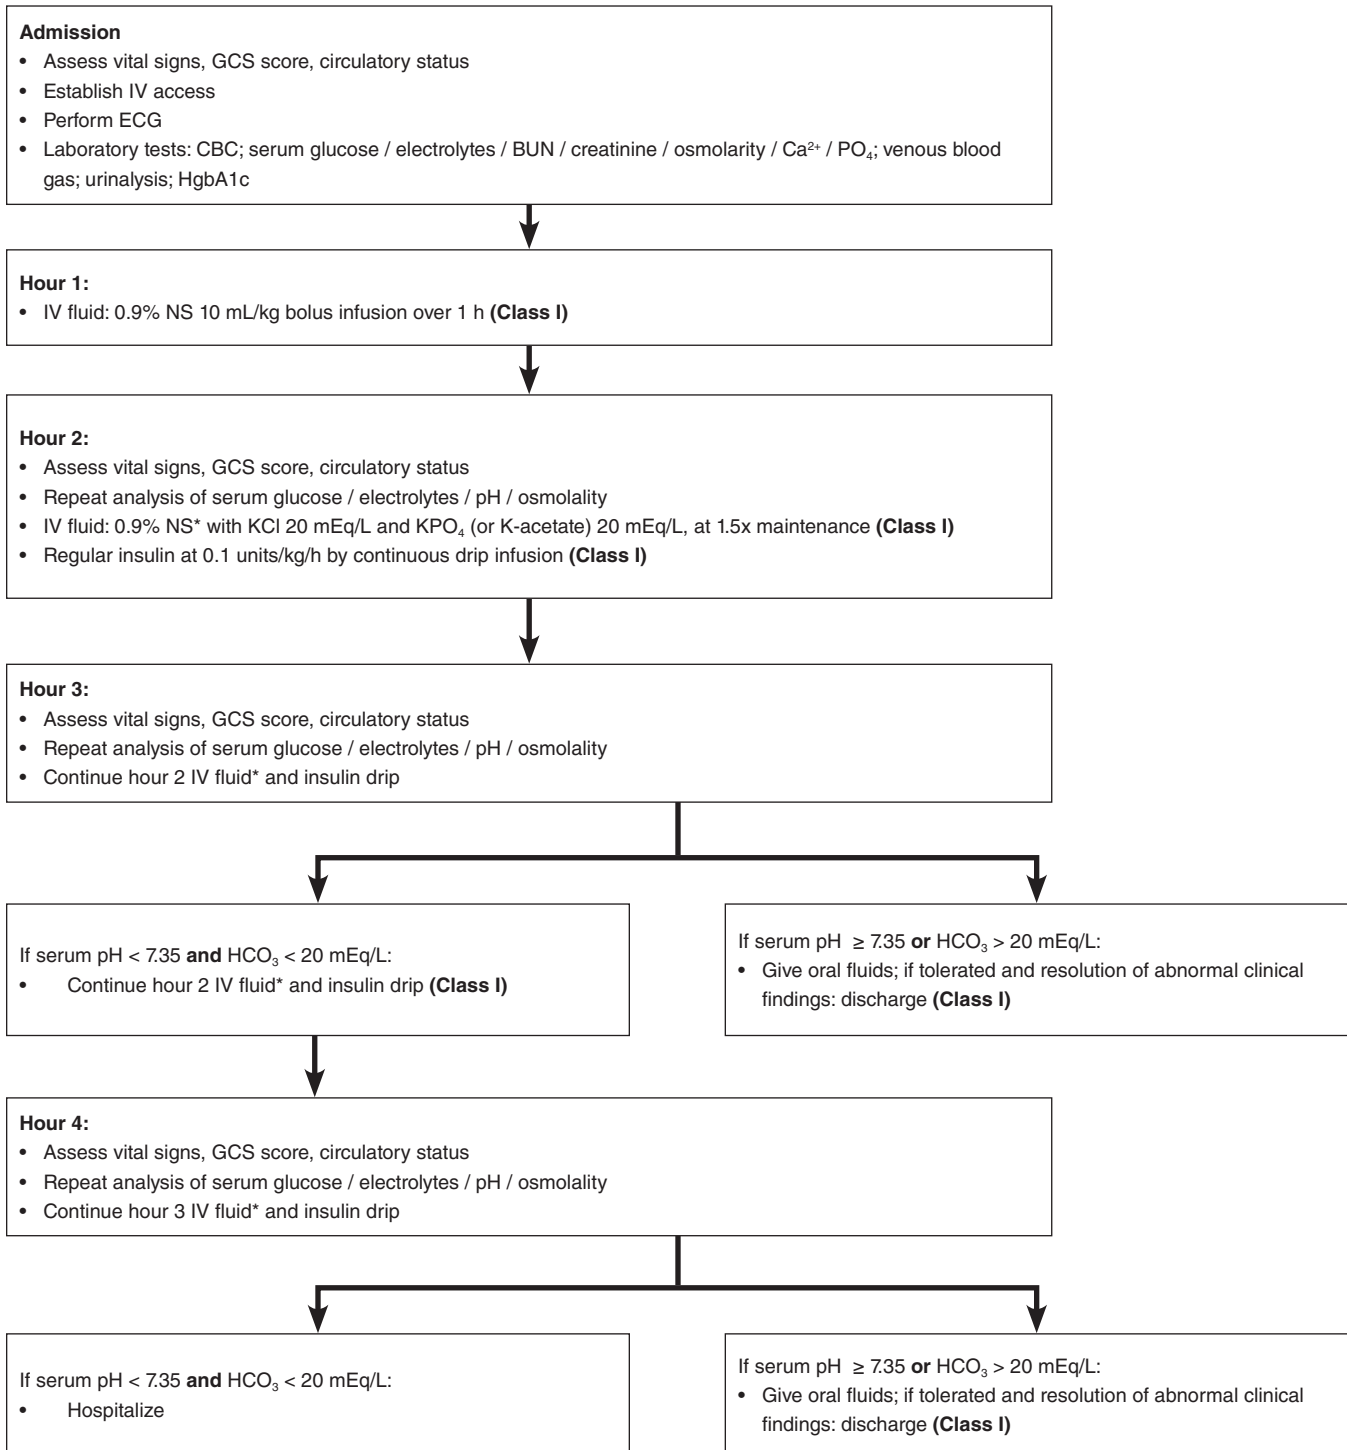 Admission
• Assess vital signs, GCS score, circulatory status
• Establish IV access
• Perform ECG
• Laboratory tests: CBC; serum glucose / electrolytes / BUN / creatinine / osmolarity / Ca²⁺ / PO₄; venous blood
gas; urinalysis; HgbA1c
Hour 1:
• IV fluid: 0.9% NS 10 mL/kg bolus infusion over 1 h (Class I)
Hour 2:
• Assess vital signs, GCS score, circulatory status
• Repeat analysis of serum glucose / electrolytes / pH / osmolality
• IV fluid: 0.9% NS* with KCl 20 mEq/L and KPO₄ (or K-acetate) 20 mEq/L, at 1.5x maintenance (Class I)
• Regular insulin at 0.1 units/kg/h by continuous drip infusion (Class I)
Hour 3:
• Assess vital signs, GCS score, circulatory status
• Repeat analysis of serum glucose / electrolytes / pH / osmolality
• Continue hour 2 IV fluid* and insulin drip
If serum pH < 7.35 and HCO₃ < 20 mEq/L:
• Continue hour 2 IV fluid* and insulin drip (Class I)
If serum pH ≥ 7.35 or HCO₃ > 20 mEq/L:
• Give oral fluids; if tolerated and resolution of abnormal clinical
findings: discharge (Class I)
Hour 4:
• Assess vital signs, GCS score, circulatory status
• Repeat analysis of serum glucose / electrolytes / pH / osmolality
• Continue hour 3 IV fluid* and insulin drip
If serum pH < 7.35 and HCO₃ < 20 mEq/L:
• Hospitalize
If serum pH ≥ 7.35 or HCO₃ > 20 mEq/L:
• Give oral fluids; if tolerated and resolution of abnormal clinical
findings: discharge (Class I)